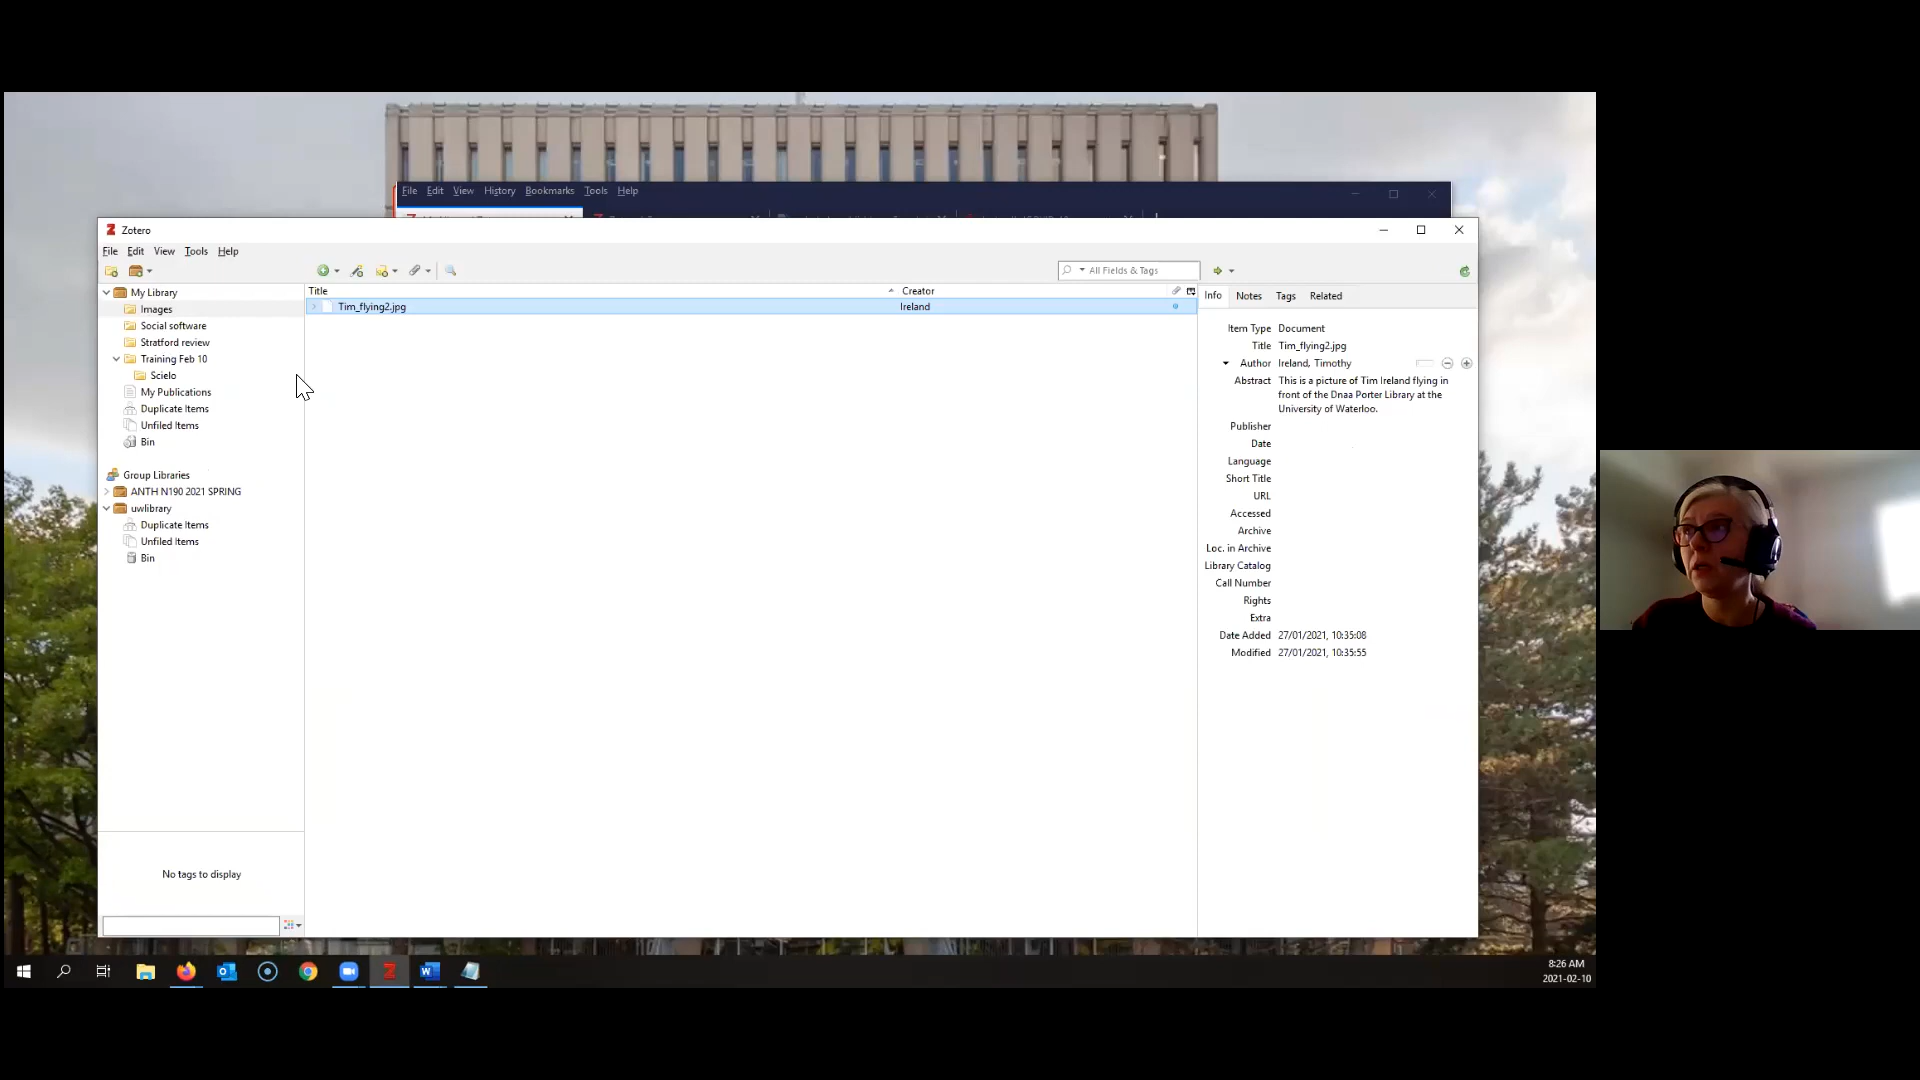 File Edit View History Bookmarks Tools Help
Zotero
File Edit View Tools Help
All Fields & Tags
My Library
Images
Social software
Stratford review
Training Feb 10
Scielo
My Publications
Duplicate Items
Unfiled Items
Bin
Group Libraries
ANTH N190 2021 SPRING
uwlibrary
Duplicate Items
Unfiled Items
Bin
No tags to display
Title Creator
Tim_flying2.jpg Ireland
Info Notes Tags Related
Item Type Document
Title Tim_flying2.jpg
Author Ireland, Timothy
Abstract This is a picture of Tim Ireland flying in
front of the Dnaa Porter Library at the
University of Waterloo.
Publisher
Date
Language
Short Title
URL
Accessed
Archive
Loc. in Archive
Library Catalog
Call Number
Rights
Extra
Date Added 27/01/2021, 10:35:08
Modified 27/01/2021, 10:35:55
8:26 AM
2021-02-10